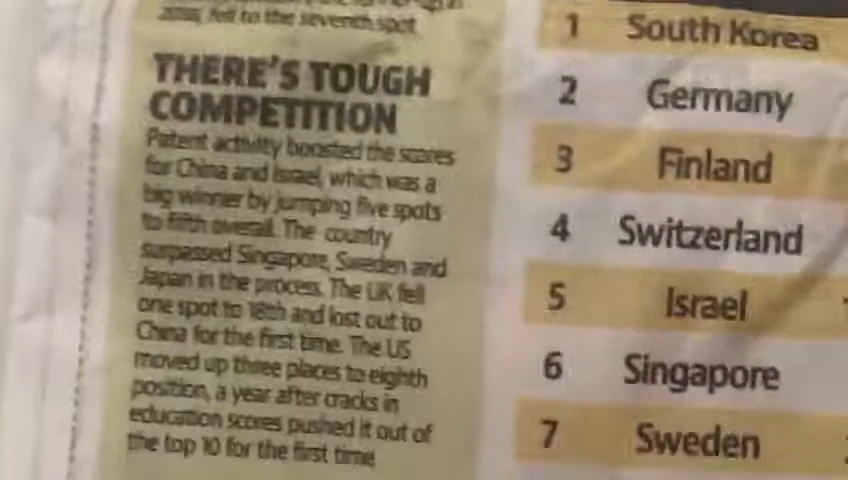 fell to the seventh spot
THERE'S TOUGH
COMPETITION
Patent activity boosted the scores
for China and Israel, which was a
big winner by jumping five spots
to fifth overall. The country
surpassed Singapore, Sweden and
Japan in the process. The UK fell
one spot to 18th and lost out to
China for the first time. The US
moved up three places to eighth
position, a year after cracks in
education scores pushed it out of
the top 10 for the first time
1 South Korea
2 Germany
3 Finland
4 Switzerland
5 Israel
6 Singapore
7 Sweden